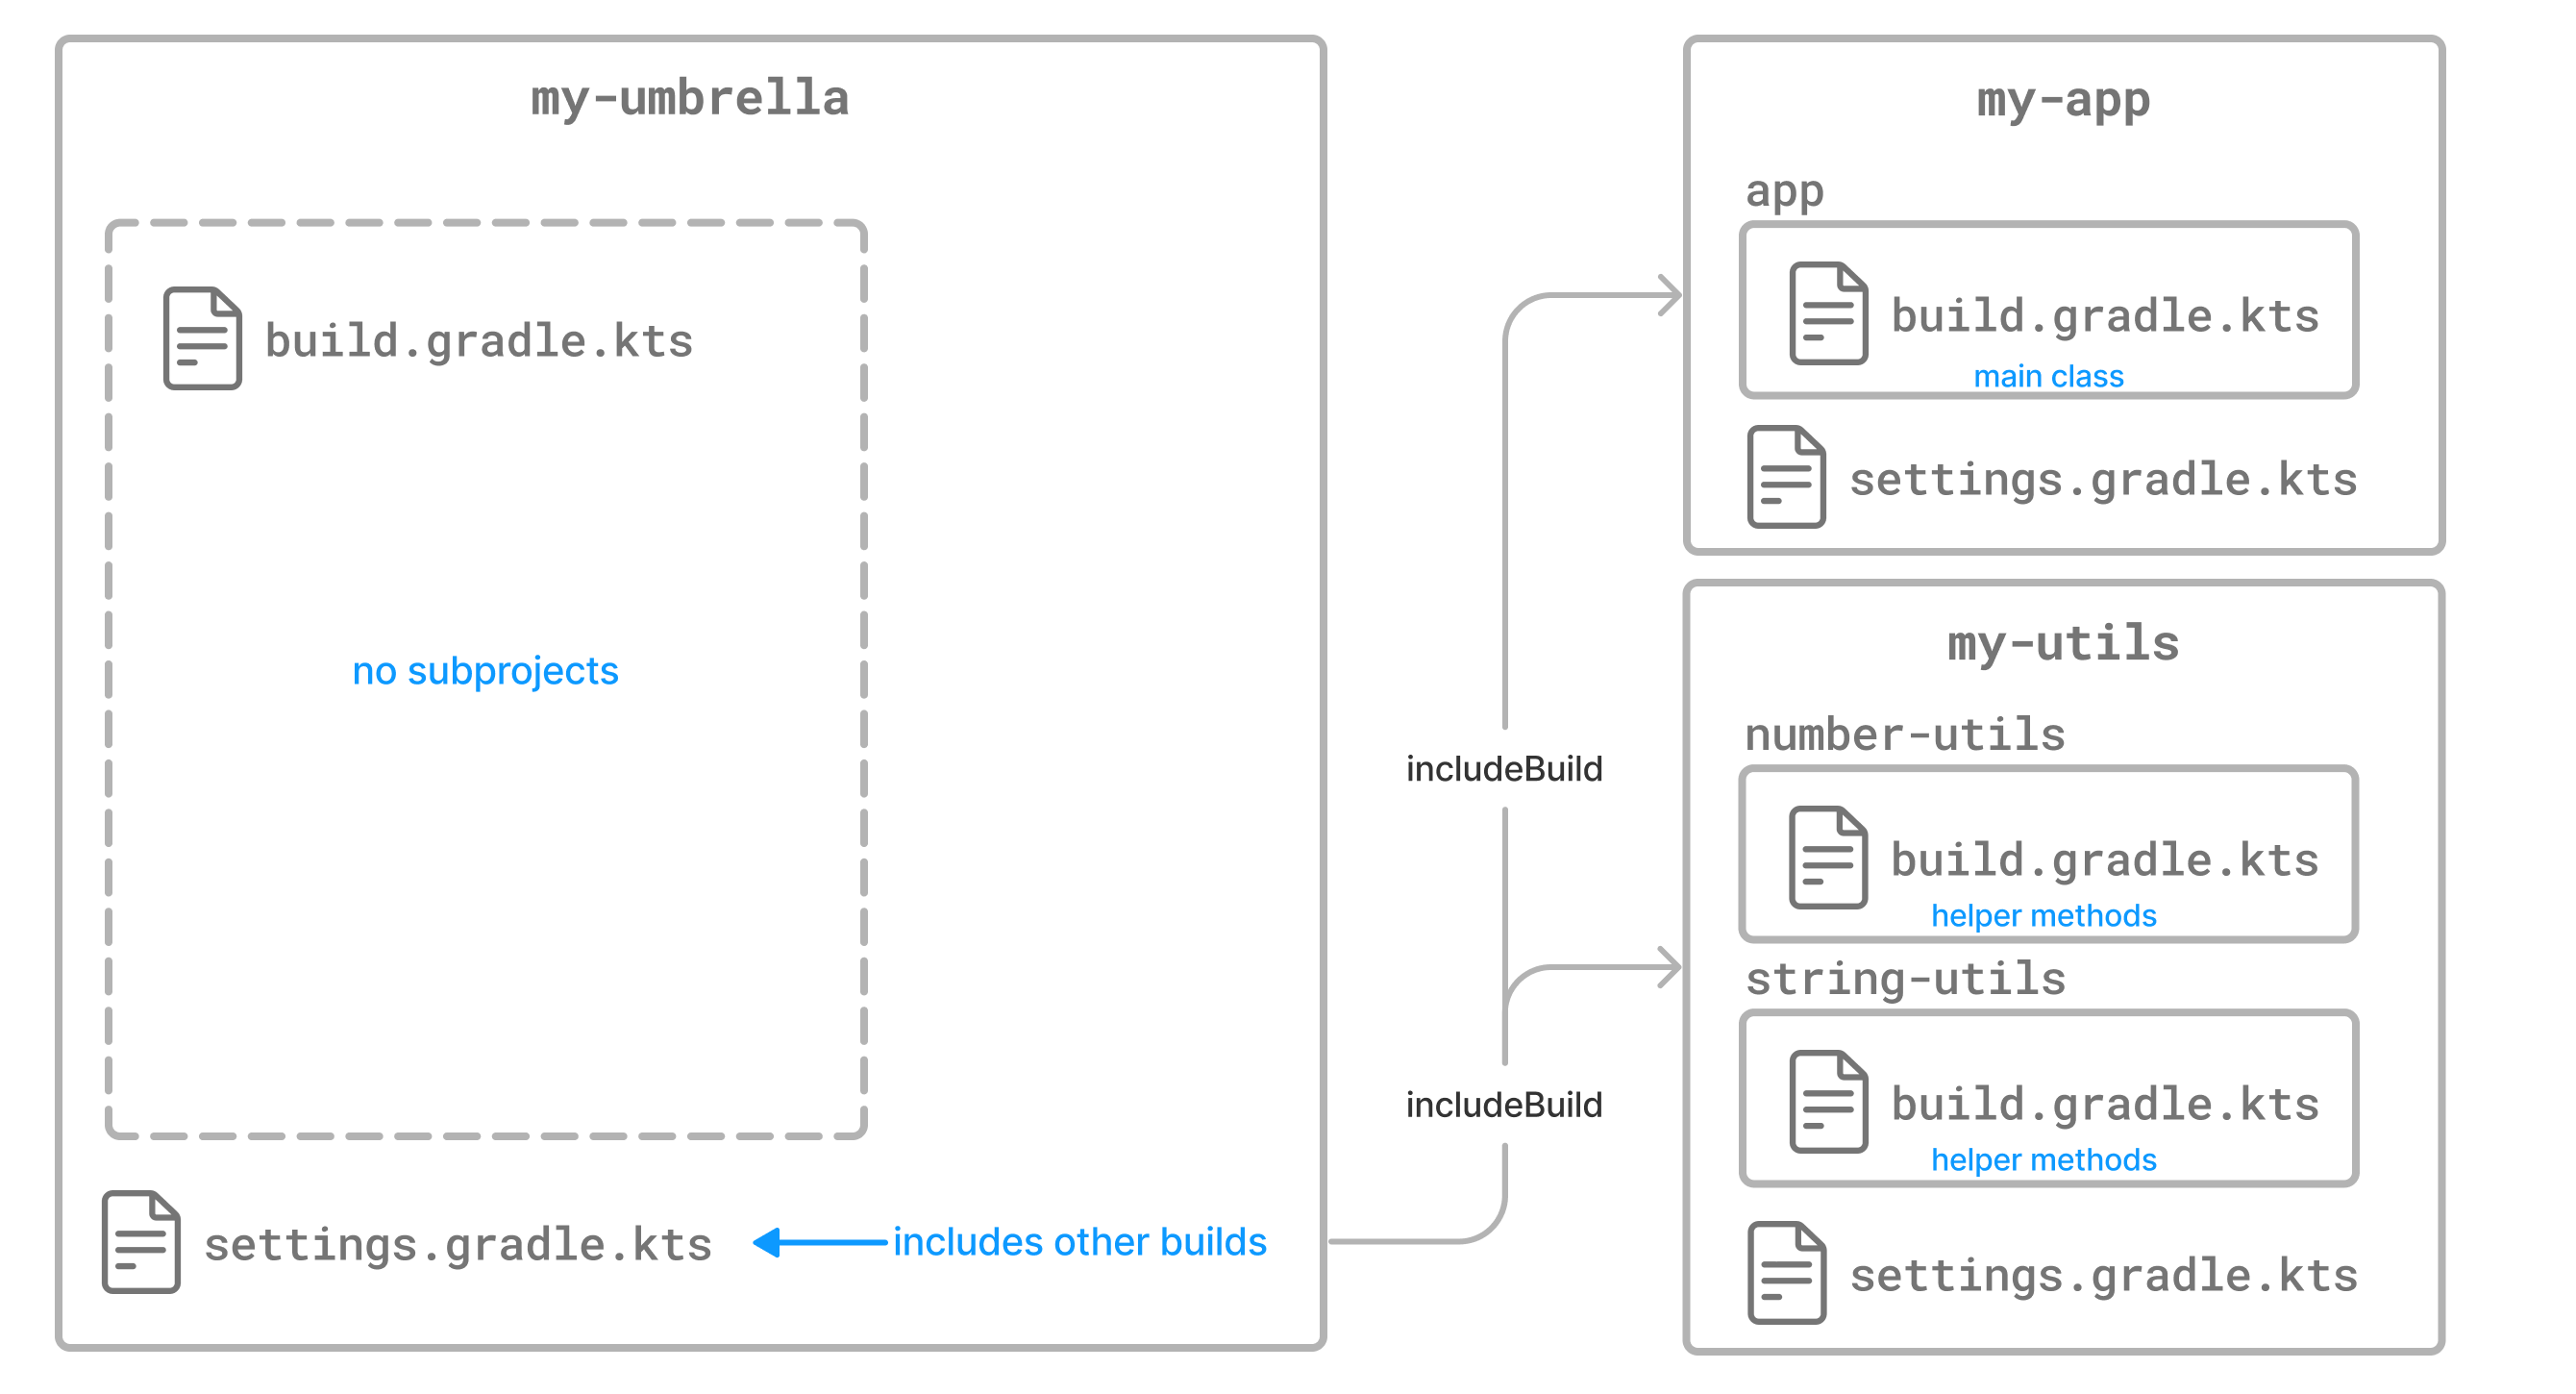 my-umbrella
build.gradle.kts
no subprojects
settings.gradle.kts
includes other builds
includeBuild
includeBuild
my-app
app
build.gradle.kts
main class
settings.gradle.kts
my-utils
number-utils
build.gradle.kts
helper methods
string-utils
build.gradle.kts
helper methods
settings.gradle.kts